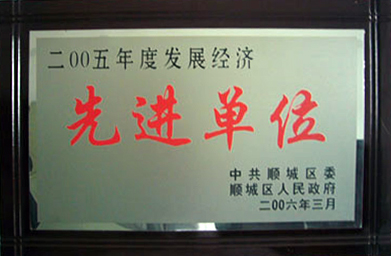 二00五年度发展经济
先进单位
中共顺城区委
顺城区人民政府
二00六年三月